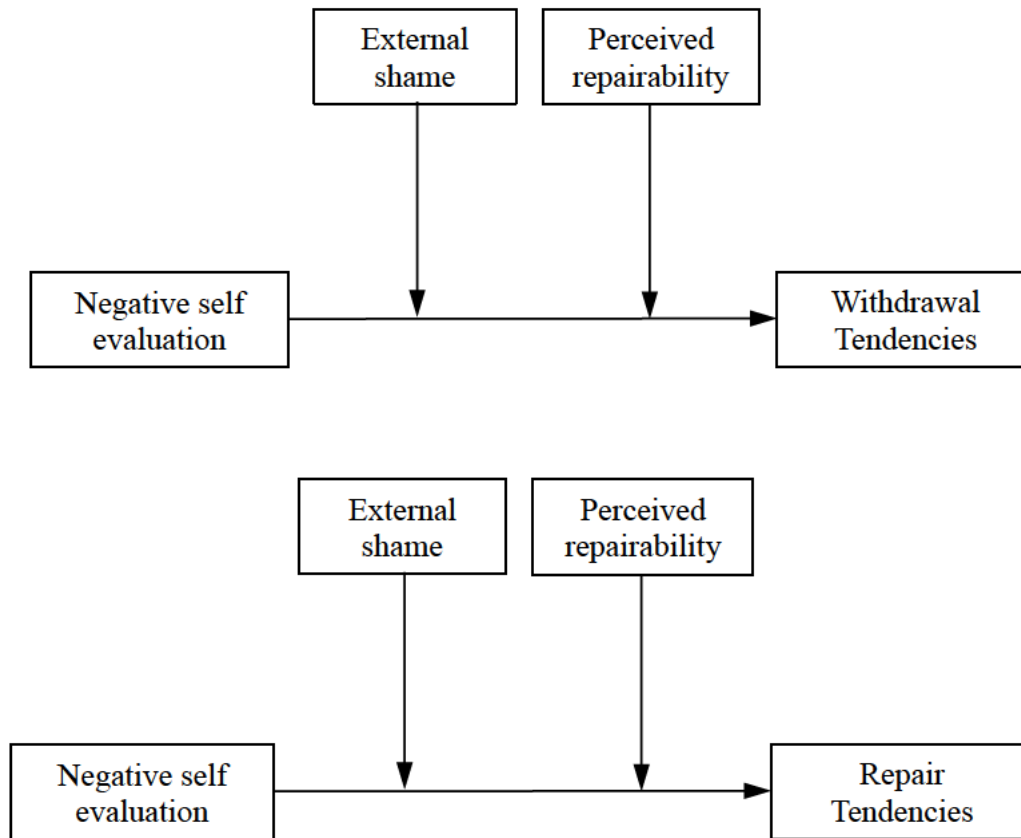 External
shame
Perceived
repairability
Negative self
evaluation
Withdrawal
Tendencies
External
shame
Perceived
repairability
Negative self
evaluation
Repair
Tendencies